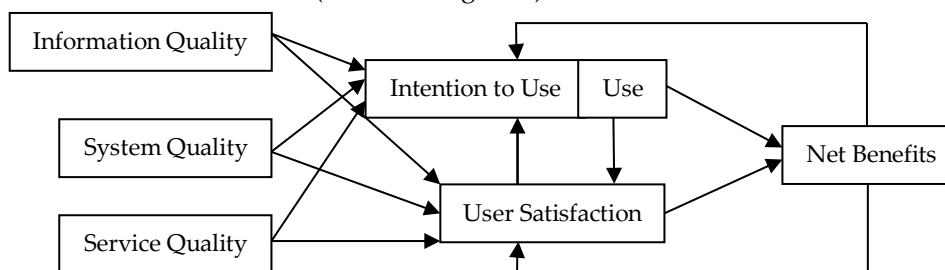 Information Quality
Intention to Use
Use
System Quality
Net Benefits
User Satisfaction
Service Quality